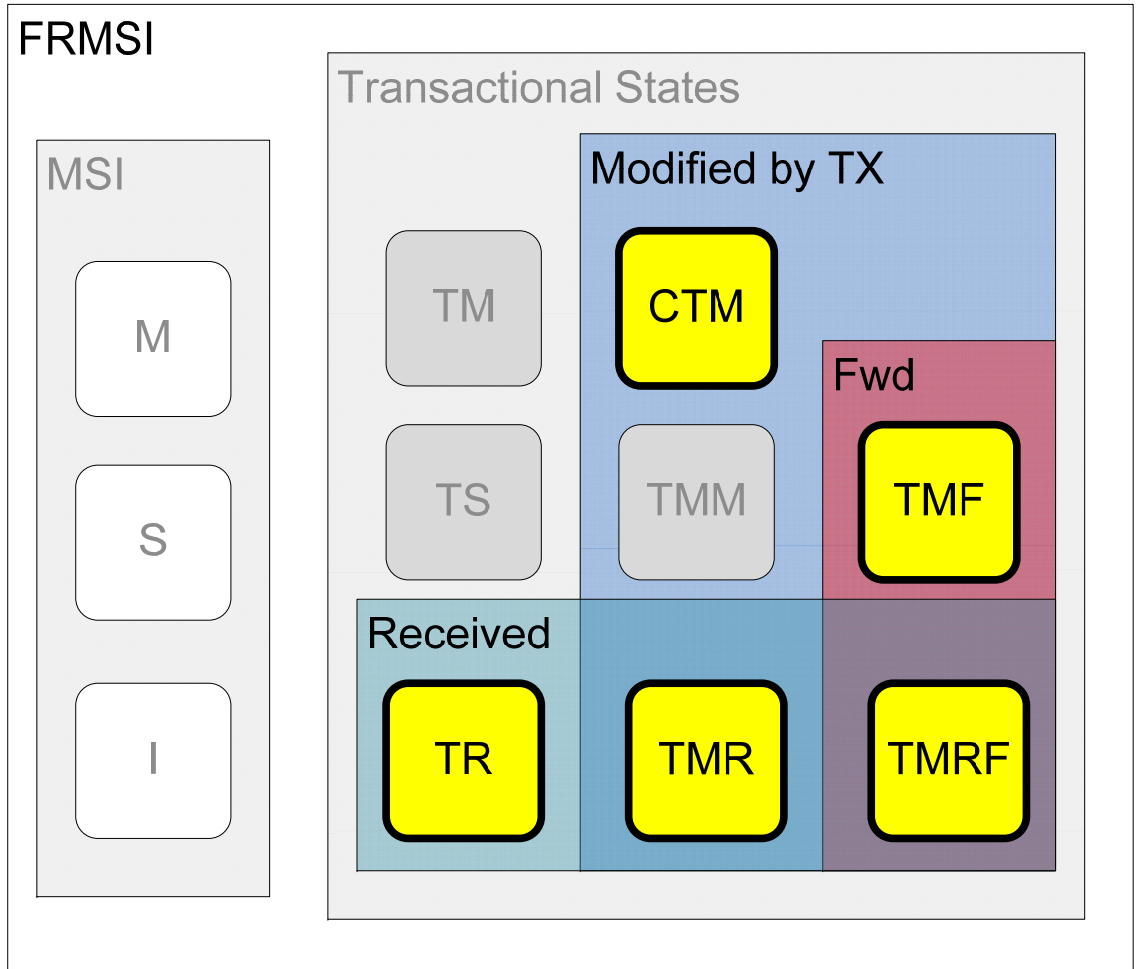 FRMSI
Transactional States
MSI
Modified by TX
M
TM
CTM
Fwd
S
TS
TMM
TMF
Received
I
TR
TMR
TMRF